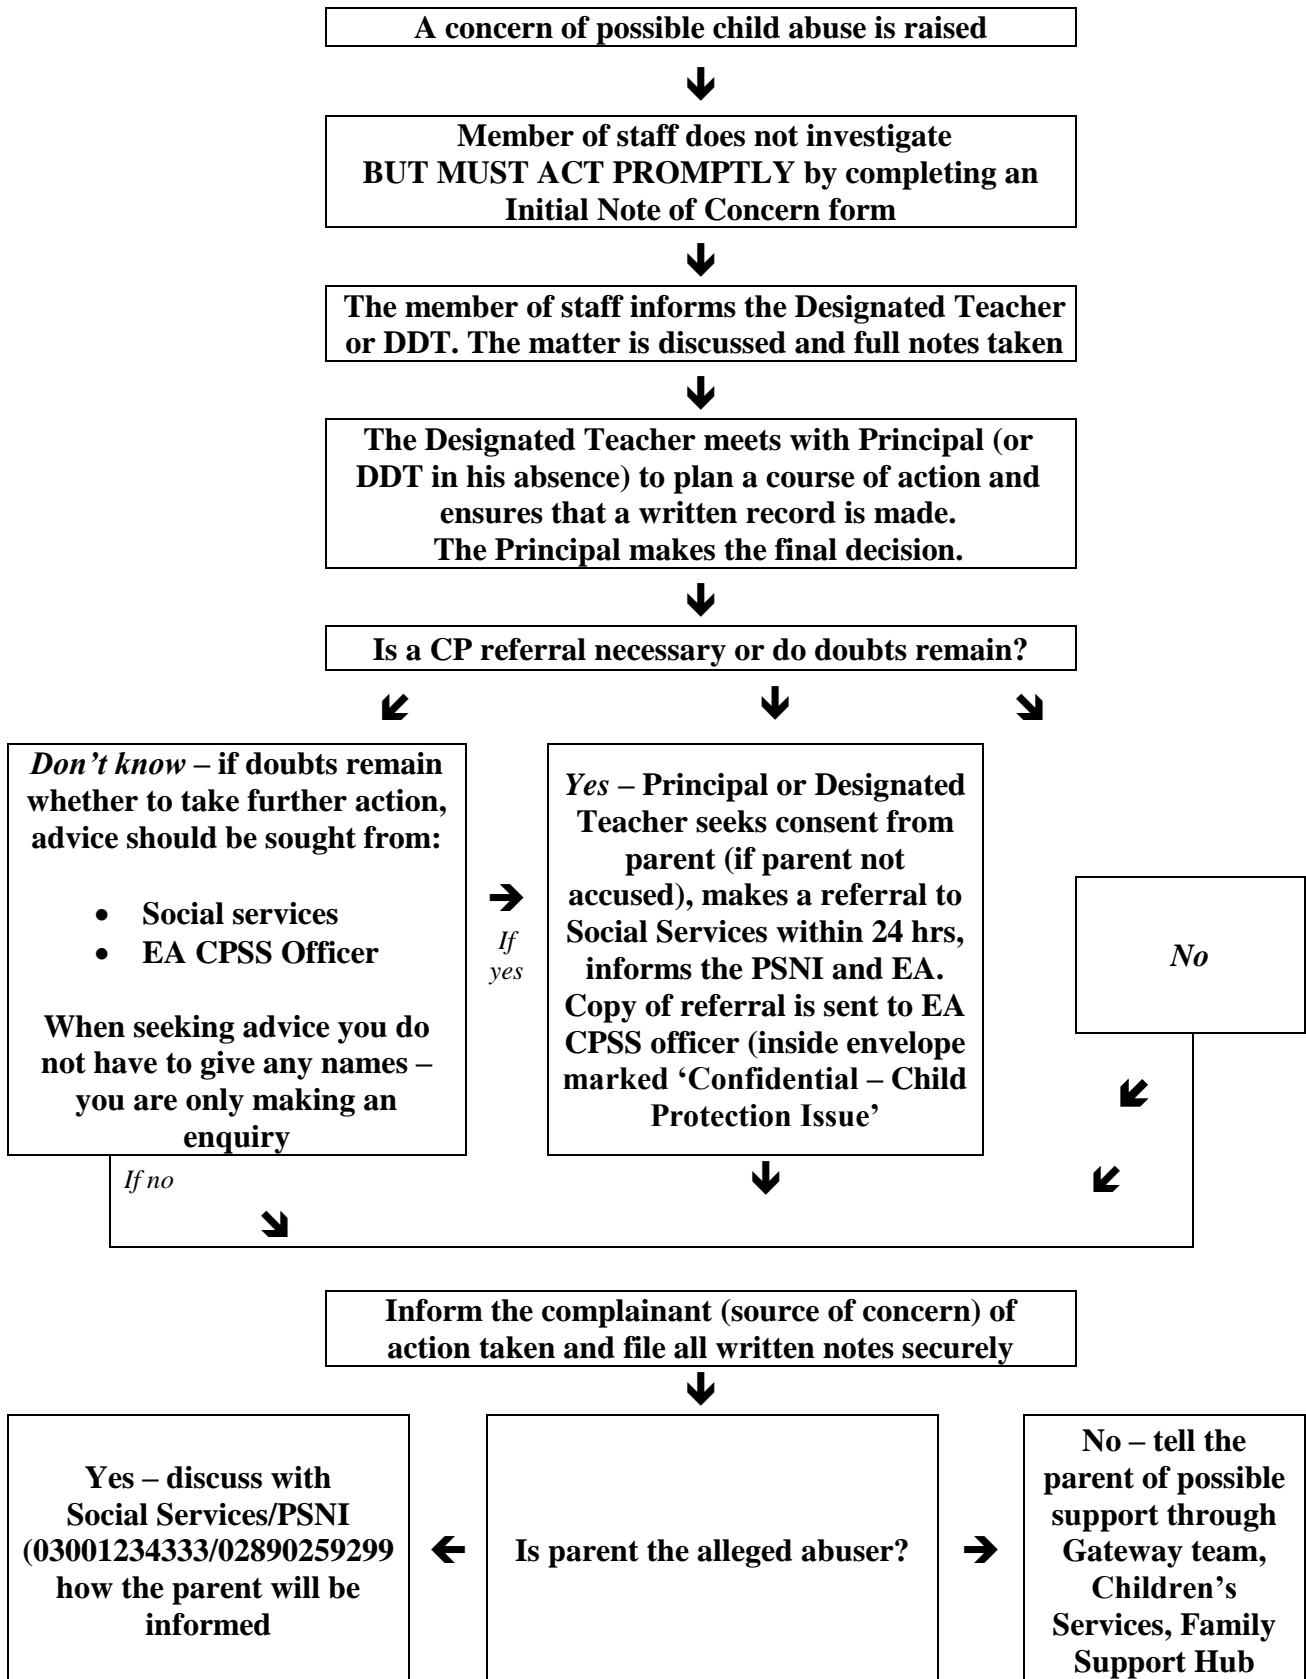 A concern of possible child abuse is raised
Member of staff does not investigate
BUT MUST ACT PROMPTLY by completing an
Initial Note of Concern form
The member of staff informs the Designated Teacher
or DDT. The matter is discussed and full notes taken
The Designated Teacher meets with Principal (or
DDT in his absence) to plan a course of action and
ensures that a written record is made.
The Principal makes the final decision.
Is a CP referral necessary or do doubts remain?
Don’t know – if doubts remain
whether to take further action,
advice should be sought from:
• Social services
• EA CPSS Officer
When seeking advice you do
not have to give any names –
you are only making an
enquiry
If
yes
Yes – Principal or Designated
Teacher seeks consent from
parent (if parent not
accused), makes a referral to
Social Services within 24 hrs,
informs the PSNI and EA.
Copy of referral is sent to EA
CPSS officer (inside envelope
marked ‘Confidential – Child
Protection Issue’
No
If no
Inform the complainant (source of concern) of
action taken and file all written notes securely
Yes – discuss with
Social Services/PSNI
(03001234333/02890259299
how the parent will be
informed
Is parent the alleged abuser?
No – tell the
parent of possible
support through
Gateway team,
Children’s
Services, Family
Support Hub